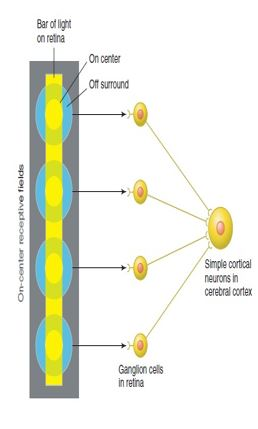 Bar of light
on retina
On center
Off surround
On-center receptive fields
Simple cortical
neurons in
cerebral cortex
Ganglion cells
in retina